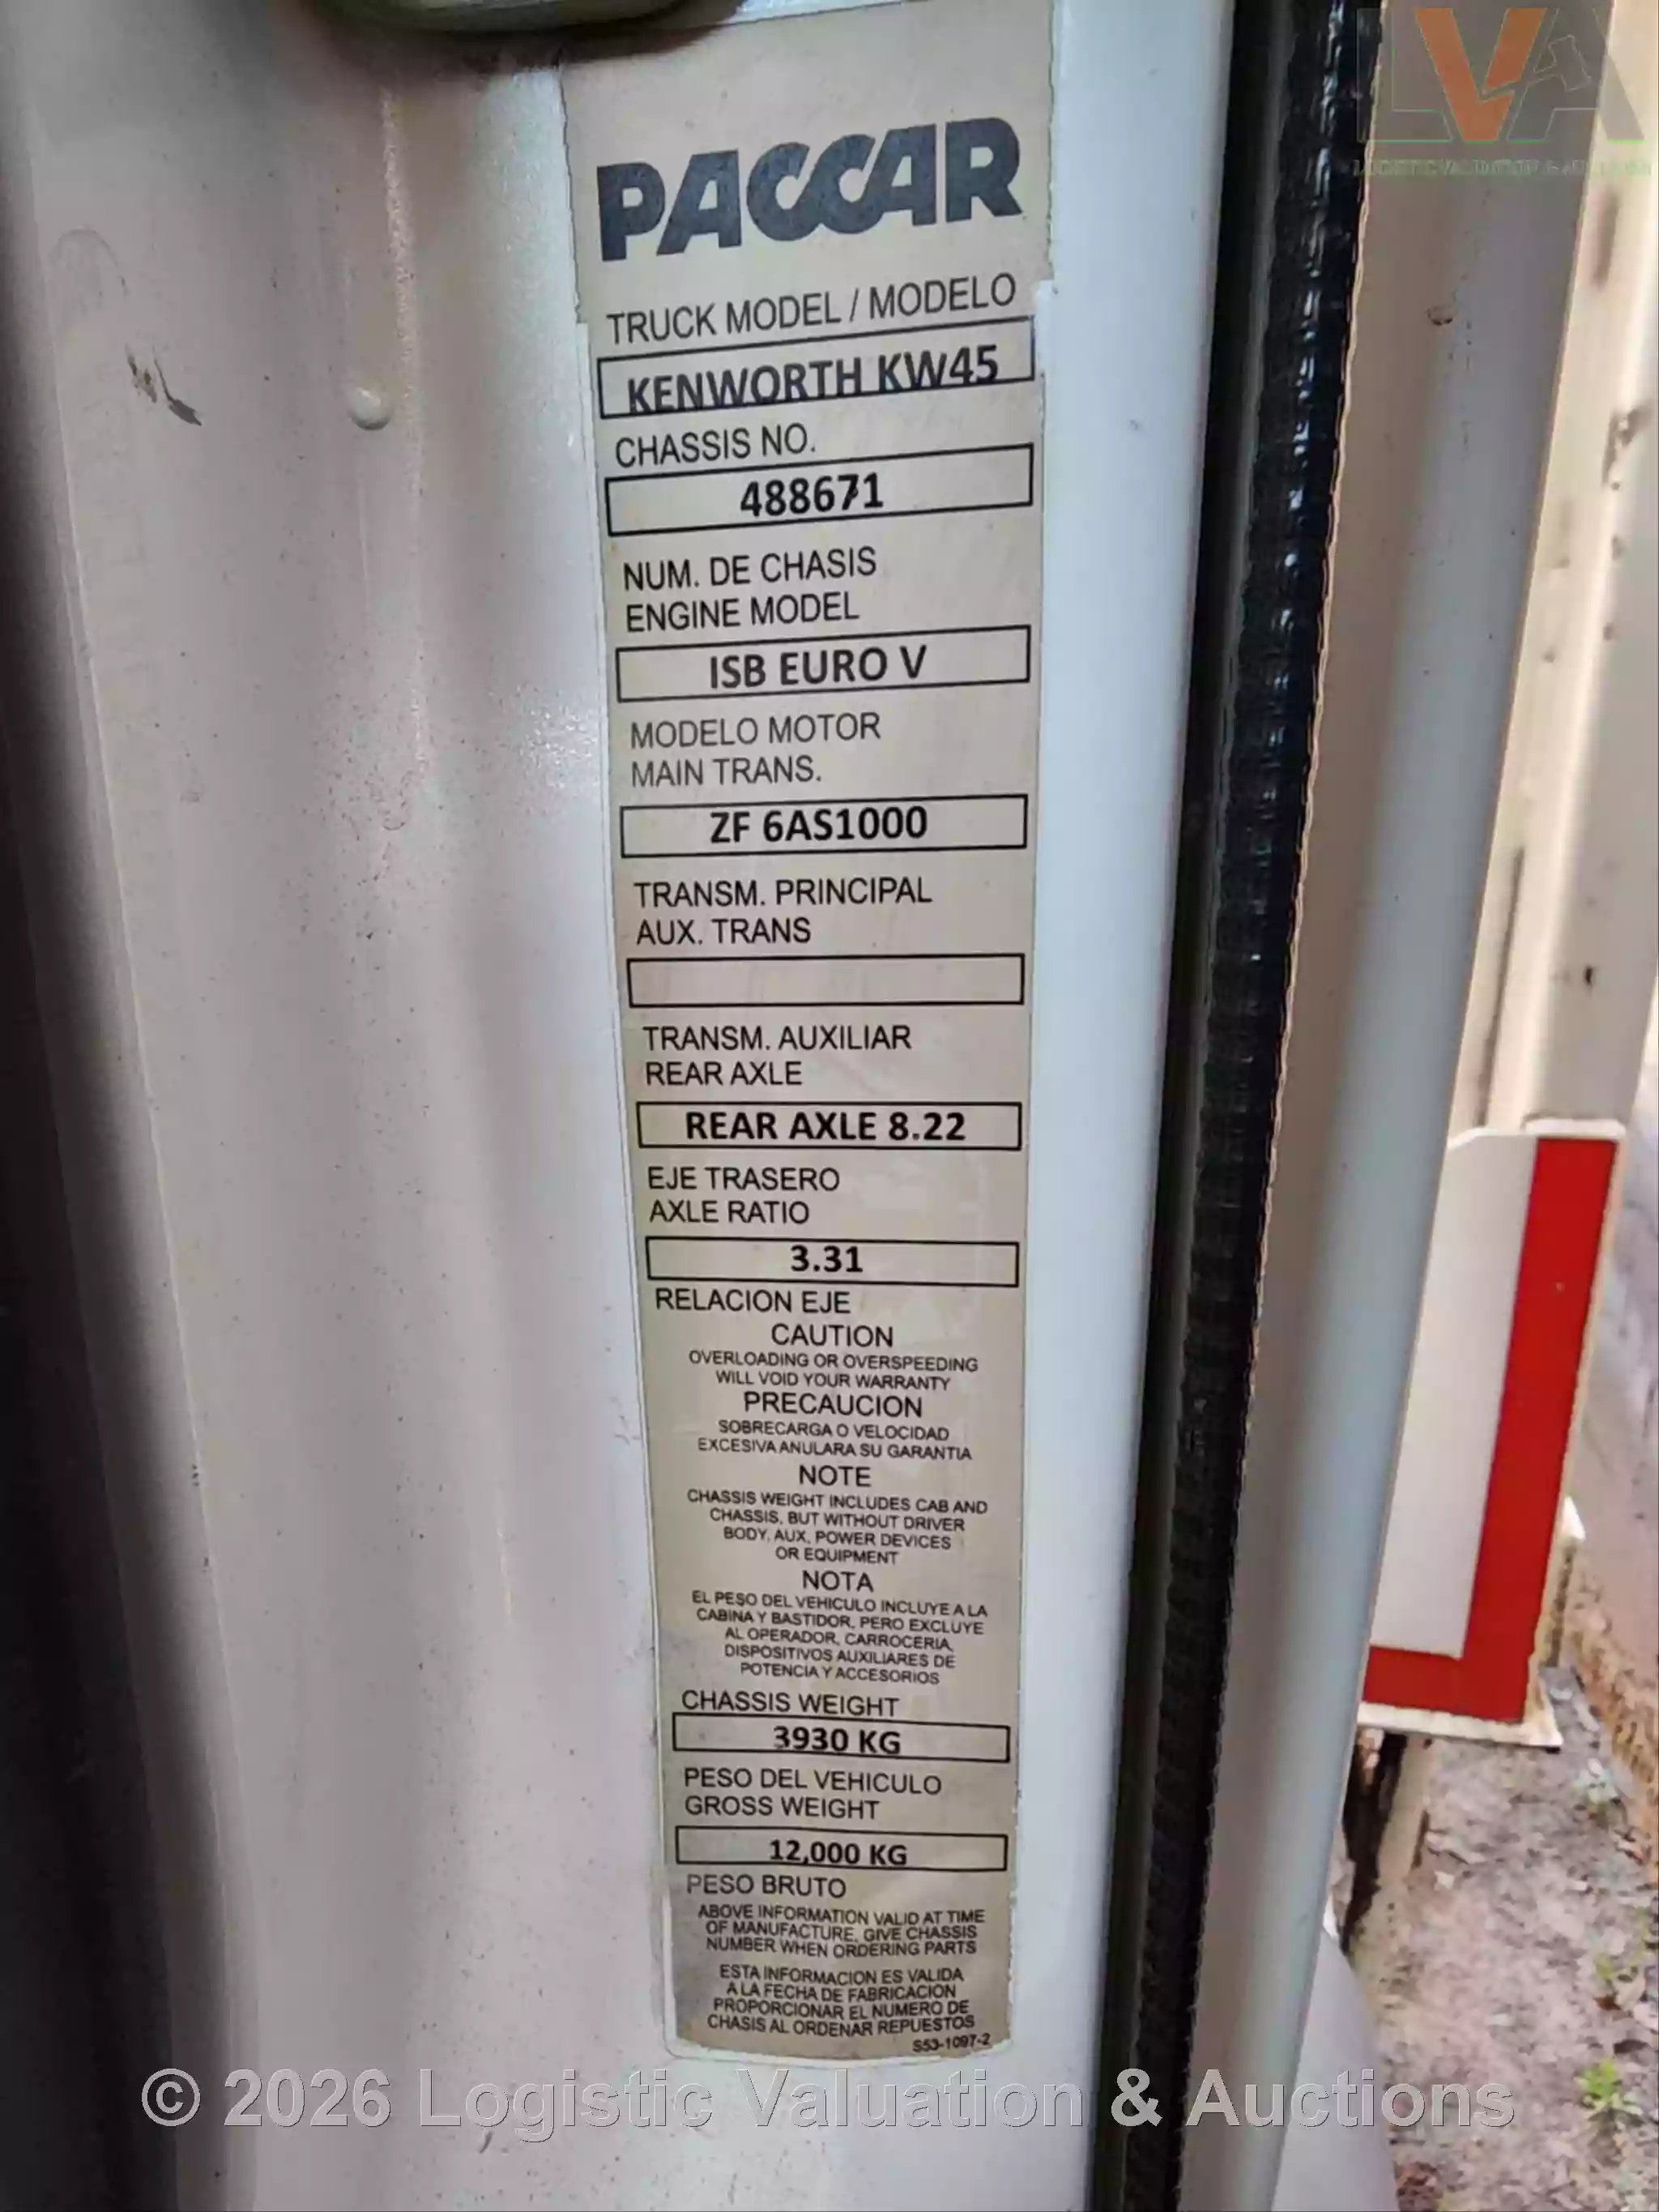 LVA
PACCAR
TRUCK MODEL / MODELO
KENWORTH KW45
CHASSIS NO.
488671
NUM. DE CHASIS
ENGINE MODEL
ISB EURO V
MODELO MOTOR
MAIN TRANS.
ZF 6AS1000
TRANSM. PRINCIPAL
AUX. TRANS
TRANSM. AUXILIAR
REAR AXLE
REAR AXLE 8.22
EJE TRASERO
AXLE RATIO
3.31
RELACION EJE
CAUTION
OVERLOADING OR OVERSPEEDING
WILL VOID YOUR WARRANTY
PRECAUCION
SOBRECARGA O VELOCIDAD
EXCESIVA ANULARA SU GARANTIA
NOTE
CHASSIS WEIGHT INCLUDES CAB AND
CHASSIS, BUT WITHOUT DRIVER
BODY, AUX, POWER DEVICES
OR EQUIPMENT
NOTA
EL PESO DEL VEHICULO INCLUYE A LA
CABINA Y BASTIDOR, PERO EXCLUYE
AL OPERADOR, CARROCERIA,
DISPOSITIVOS AUXILIARES DE
POTENCIA Y ACCESORIOS
CHASSIS WEIGHT
3930 KG
PESO DEL VEHICULO
GROSS WEIGHT
12,000 KG
PESO BRUTO
ABOVE INFORMATION VALID AT TIME
OF MANUFACTURE, GIVE CHASSIS
NUMBER WHEN ORDERING PARTS
ESTA INFORMACION ES VALIDA
A LA FECHA DE FABRICACION
PROPORCIONAR EL NUMERO DE
CHASIS AL ORDENAR REPUESTOS
S53-1097-2
© 2026 Logistic Valuation & Auctions